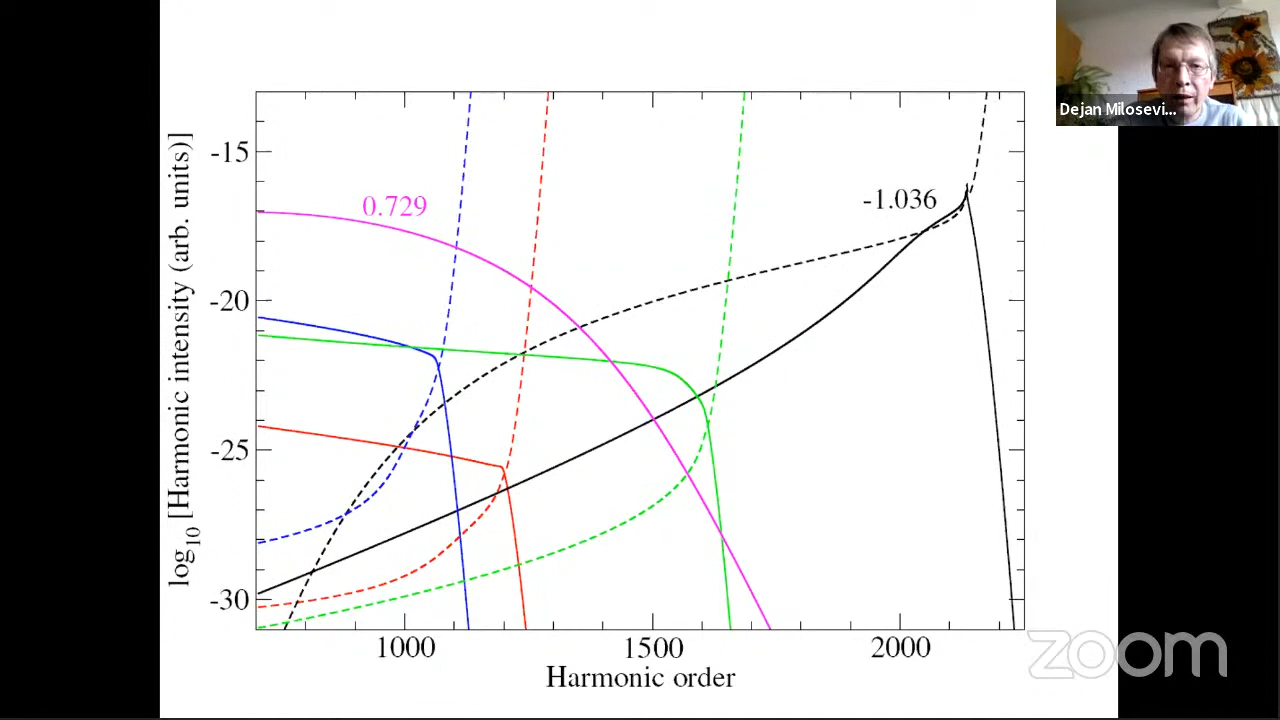 Dejan Milosevi...
log10 [Harmonic intensity (arb. units)]
-15
-20
-25
-30
0.729
-1.036
1000
1500
2000
Harmonic order
zoom